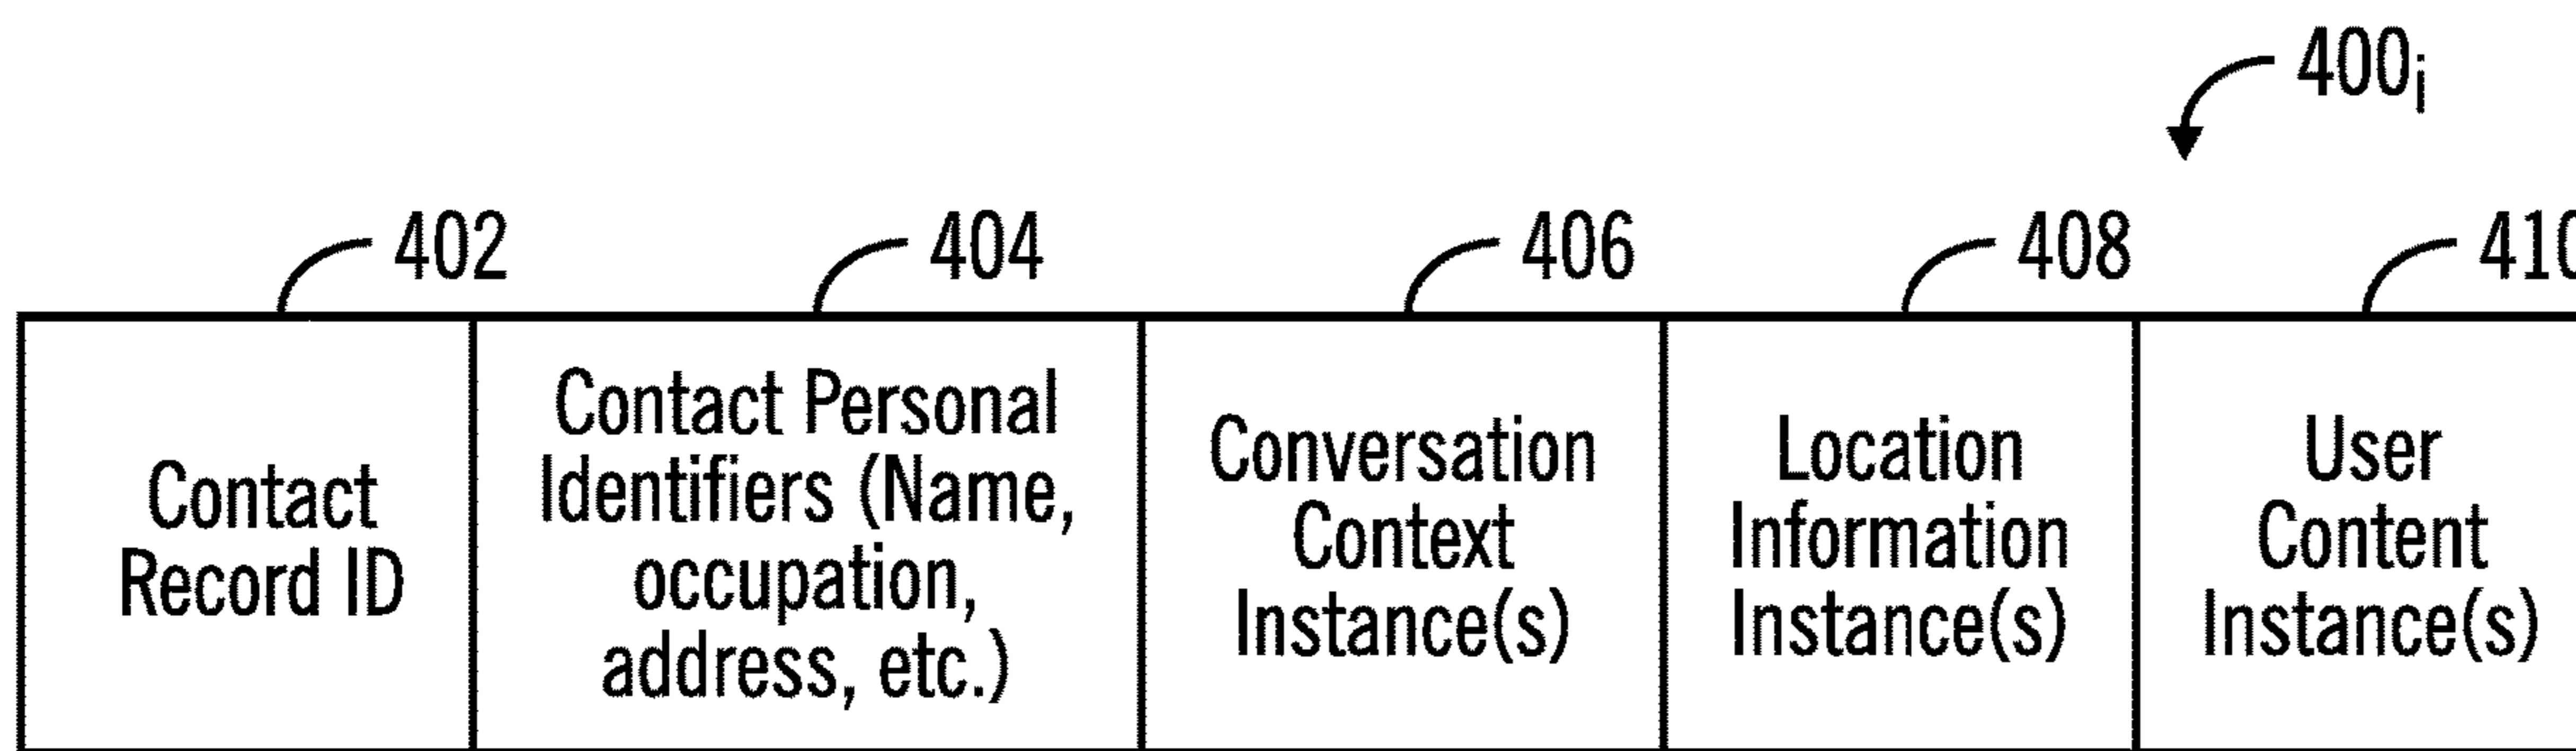 400i
402 404 406 408 410
Contact
Record ID
Contact Personal
Identifiers (Name,
occupation,
address, etc.)
Conversation
Context
Instance(s)
Location
Information
Instance(s)
User
Content
Instance(s)